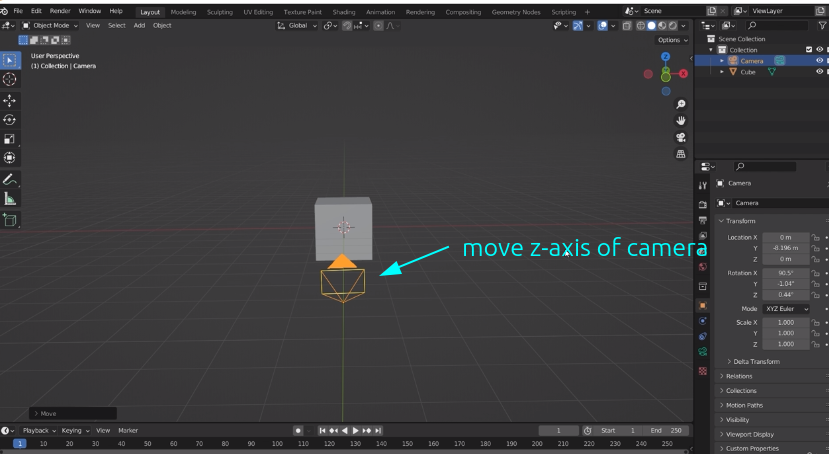 File Edit Render Window Help Layout Modeling Sculpting UV Editing Texture Paint Shading Animation Rendering Compositing Geometry Nodes Scripting + Scene ViewLayer
Object Mode View Select Add Object Global
Options
User Perspective
(1) Collection | Camera
X
Z
Scene Collection
Collection
Camera
Cube
Camera
Camera
Transform
Location X 0 m
Y -8.396 m
Z 0 m
Rotation X 90.5°
Y -1.04°
Z 0.44°
Mode XYZ Euler
Scale X 1.000
Y 1.000
Z 1.000
Delta Transform
Relations
Collections
Motion Paths
Visibility
Viewport Display
Custom Properties
move z-axis of camera
Move
Playback Keying View Marker 1 Start 1 End 250
1 10 20 30 40 50 60 70 80 90 100 110 120 130 140 150 160 170 180 190 200 210 220 230 240 250